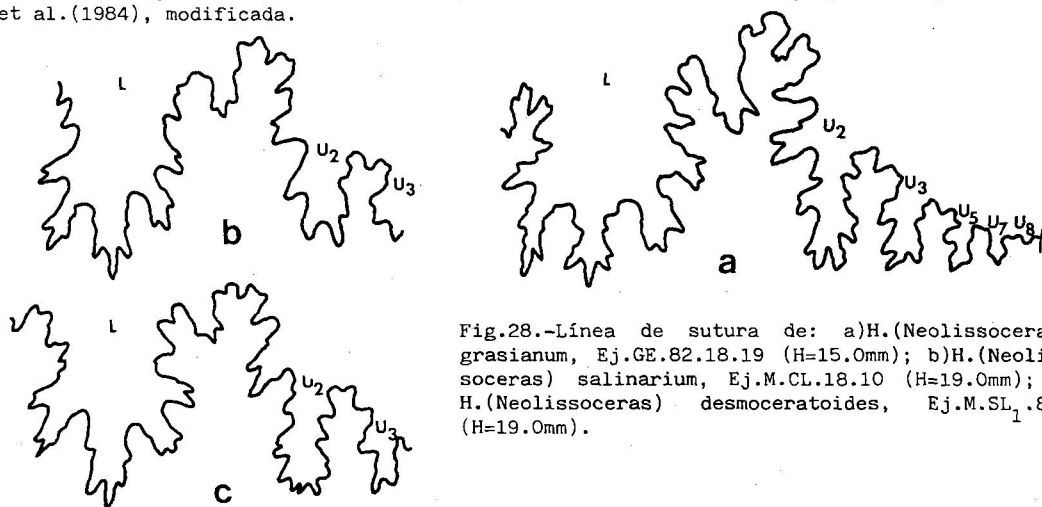 et al.(1984), modificada.
L
U2
U3
b
L
U2
U3
U5
U7
U8
a
L
U2
U3
c
Fig.28.-Línea de sutura de: a)H.(Neolissocera
grasianum, Ej.GE.82.18.19 (H=15.0mm); b)H.(Neoli
soceras) salinarium, Ej.M.CL.18.10 (H=19.0mm);
H.(Neolissoceras) desmoceratoides, Ej.M.SL1.8
(H=19.0mm).